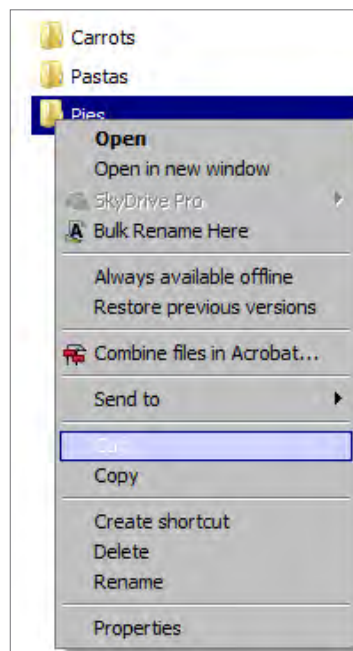 Carrots
Pastas
Pies
Open
Open in new window
SkyDrive Pro
Bulk Rename Here
Always available offline
Restore previous versions
Combine files in Acrobat...
Send to
Cut
Copy
Create shortcut
Delete
Rename
Properties